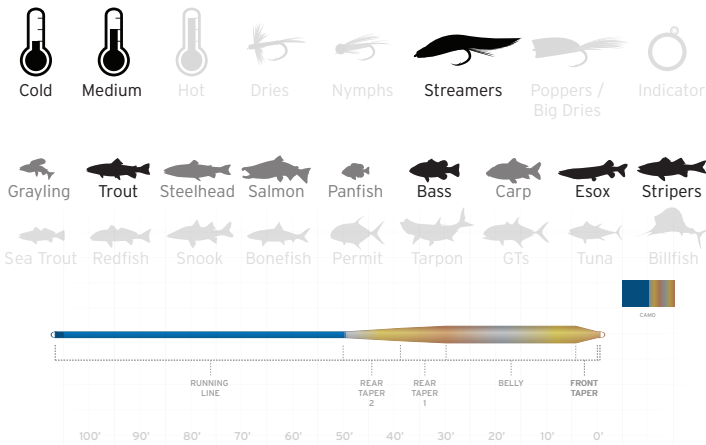 Cold Medium Hot Dries Nymphs Streamers Poppers / Indicator
Big Dries
Grayling Trout Steelhead Salmon Panfish Bass Carp Esox Stripers
Sea Trout Redfish Snook Bonefish Permit Tarpon GTs Tuna Billfish
CAMO
RUNNING REAR REAR BELLY FRONT
LINE TAPER TAPER TAPER
2 1
100' 90' 80' 70' 60' 50' 40' 30' 20' 10' 0'